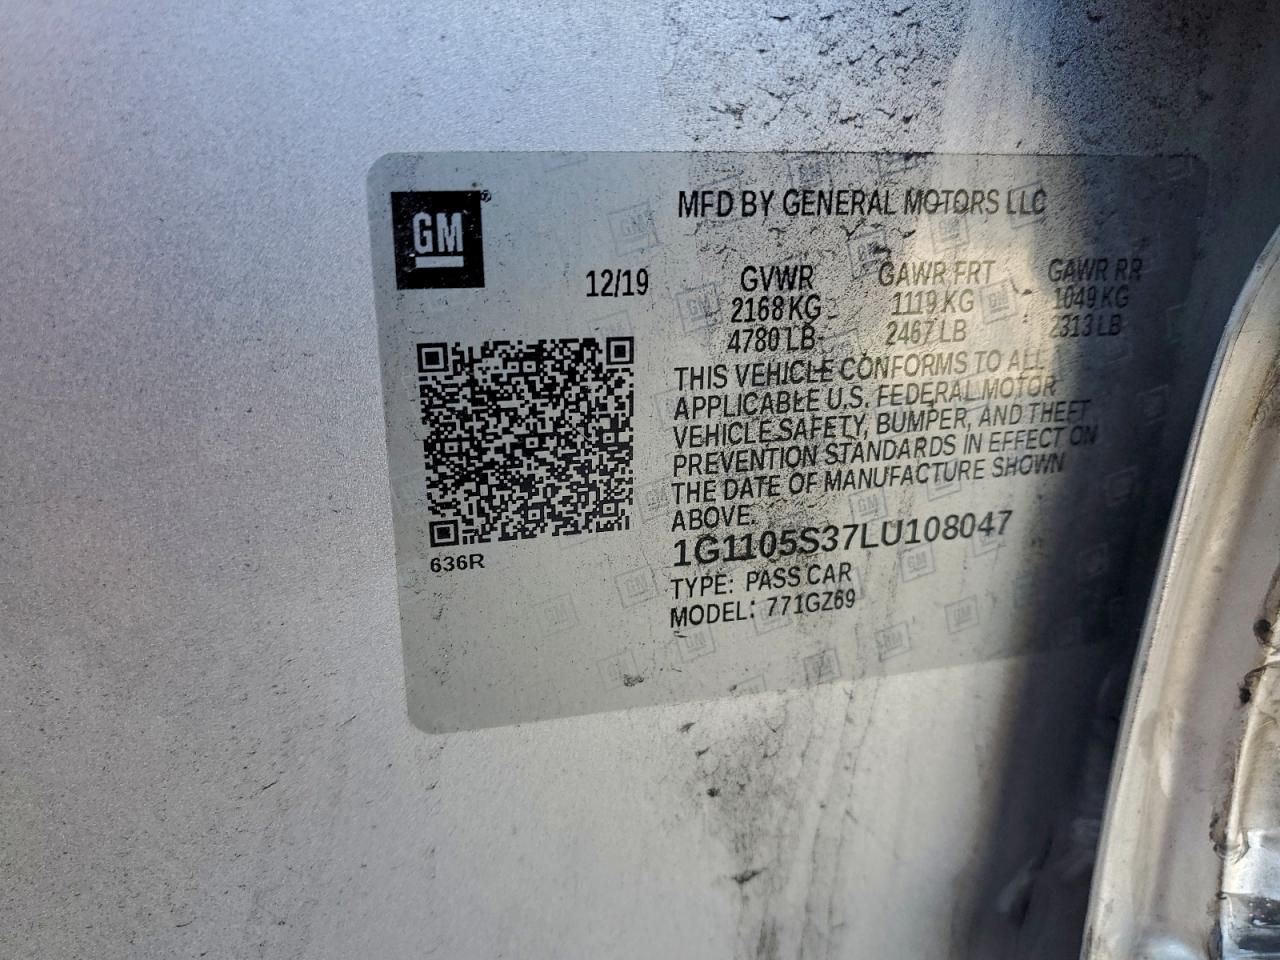 GM®
MFD BY GENERAL MOTORS LLC
12/19 GVWR GAWR FRT GAWR RR
2168 KG 1119 KG 1049 KG
4780 LB 2467 LB 2313 LB
THIS VEHICLE CONFORMS TO ALL
APPLICABLE U.S. FEDERAL MOTOR
VEHICLE SAFETY, BUMPER, AND THEFT
PREVENTION STANDARDS IN EFFECT ON
THE DATE OF MANUFACTURE SHOWN
ABOVE.
1G1105S37LU108047
TYPE: PASS CAR
MODEL: 771GZ69
636R